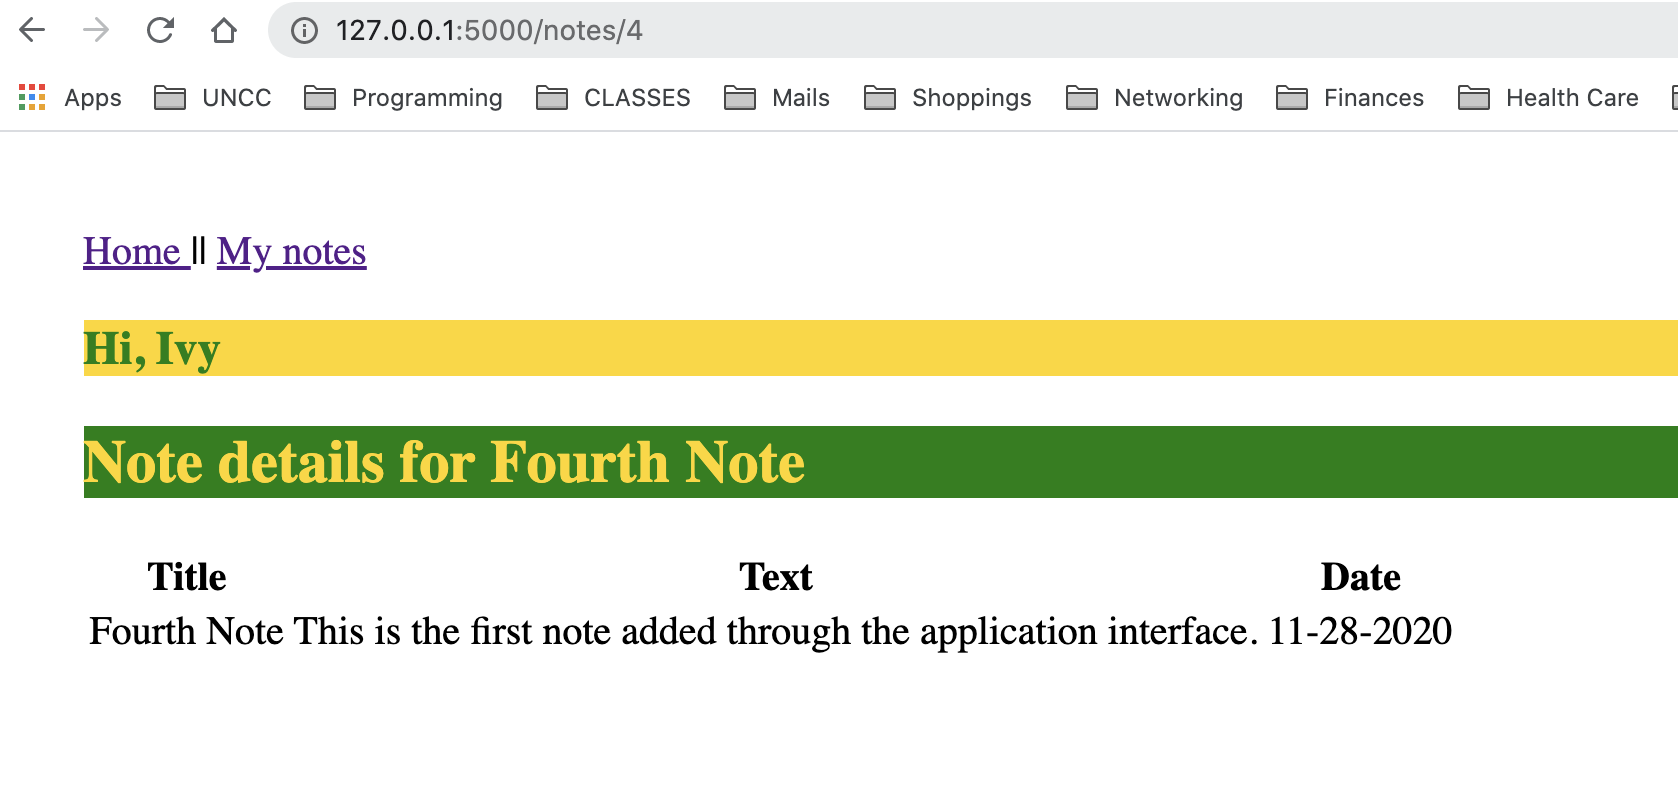 127.0.0.1:5000/notes/4
Apps UNCC Programming CLASSES Mails Shoppings Networking Finances Health Care
Home || My notes
Hi, Ivy
Note details for Fourth Note
Title Text Date
Fourth Note This is the first note added through the application interface. 11-28-2020